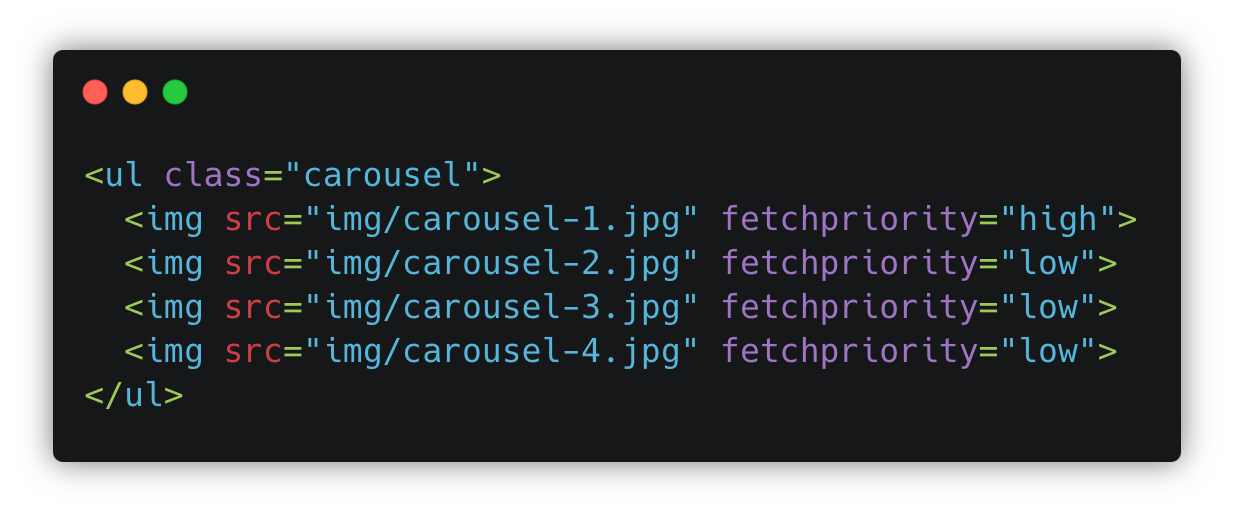 <ul class="carousel">
  <img src="img/carousel-1.jpg" fetchpriority="high">
  <img src="img/carousel-2.jpg" fetchpriority="low">
  <img src="img/carousel-3.jpg" fetchpriority="low">
  <img src="img/carousel-4.jpg" fetchpriority="low">
</ul>